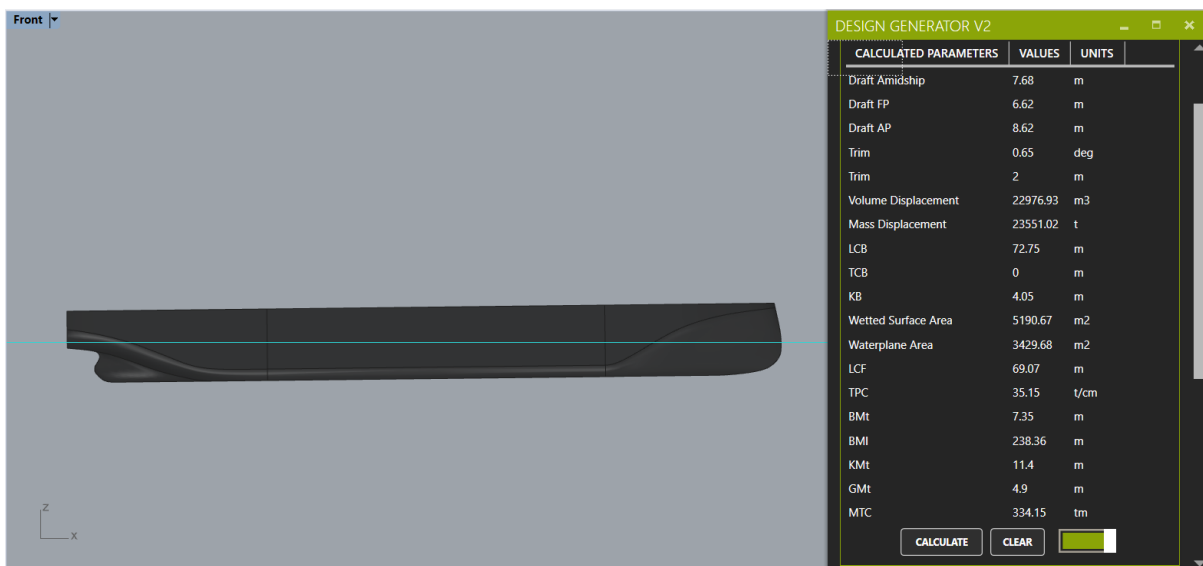 Front
DESIGN GENERATOR V2
CALCULATED PARAMETERS VALUES UNITS
Draft Amidship 7.68 m
Draft FP 6.62 m
Draft AP 8.62 m
Trim 0.65 deg
Trim 2 m
Volume Displacement 22976.93 m3
Mass Displacement 23551.02 t
LCB 72.75 m
TCB 0 m
KB 4.05 m
Wetted Surface Area 5190.67 m2
Waterplane Area 3429.68 m2
LCF 69.07 m
TPC 35.15 t/cm
BMt 7.35 m
BMl 238.36 m
KMt 11.4 m
GMt 4.9 m
MTC 334.15 tm
CALCULATE CLEAR
z
x